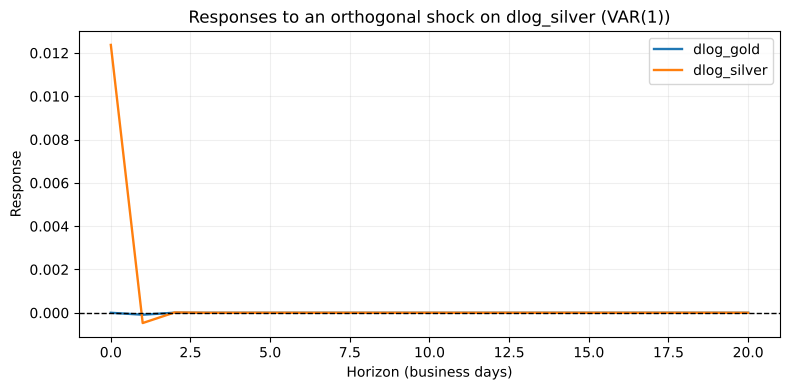 Responses to an orthogonal shock on dlog_silver (VAR(1))
dlog_gold
dlog_silver
Response
0.012
0.010
0.008
0.006
0.004
0.002
0.000
0.0 2.5 5.0 7.5 10.0 12.5 15.0 17.5 20.0
Horizon (business days)